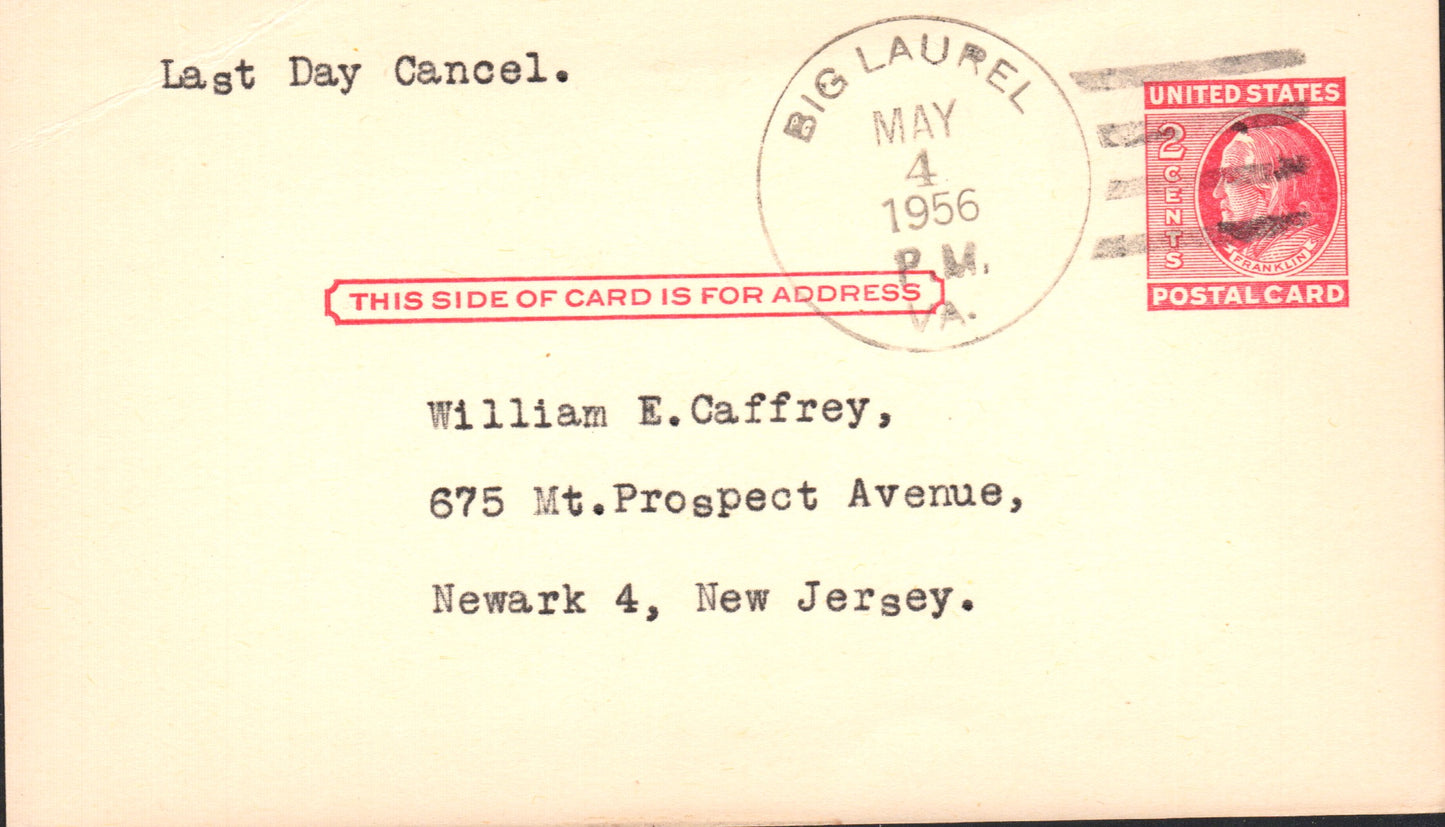 Last Day Cancel.
BIG LAUREL
MAY
4
1956
P.M.
VA.
UNITED STATES
2
CENTS
FRANKLIN
POSTAL CARD
THIS SIDE OF CARD IS FOR ADDRESS
William E.Caffrey,
675 Mt.Prospect Avenue,
Newark 4, New Jersey.